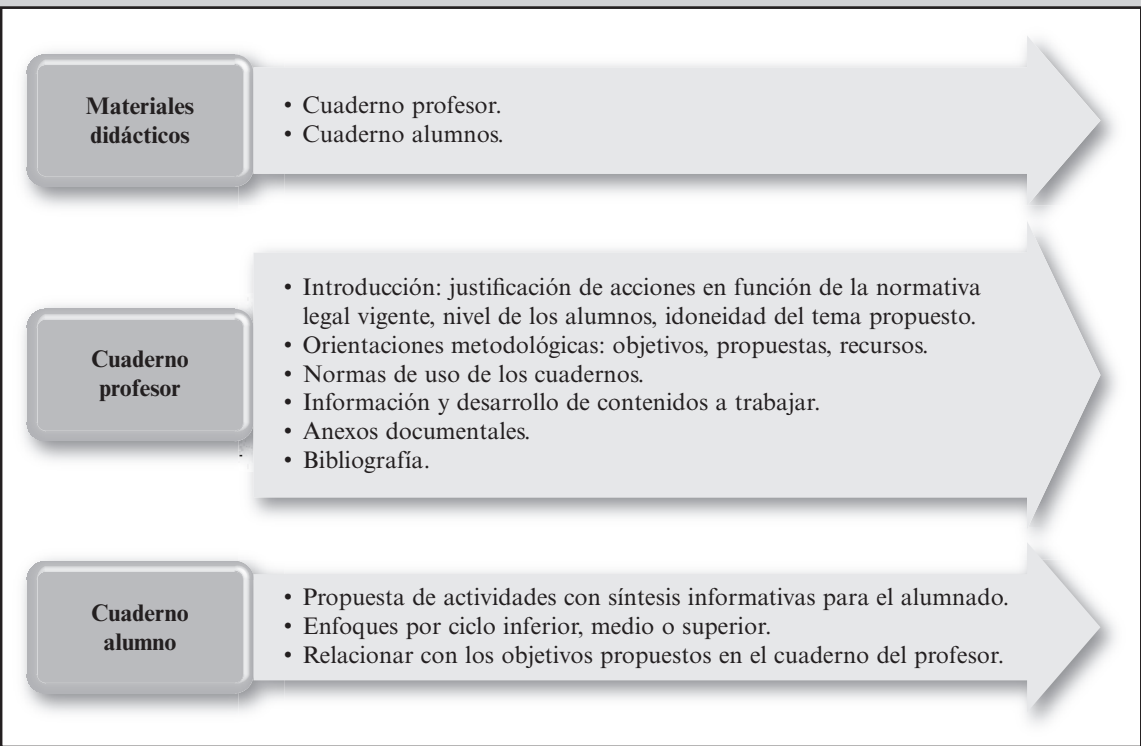 Materiales
didácticos
• Cuaderno profesor.
• Cuaderno alumnos.
Cuaderno
profesor
• Introducción: justificación de acciones en función de la normativa
legal vigente, nivel de los alumnos, idoneidad del tema propuesto.
• Orientaciones metodológicas: objetivos, propuestas, recursos.
• Normas de uso de los cuadernos.
• Información y desarrollo de contenidos a trabajar.
• Anexos documentales.
• Bibliografía.
Cuaderno
alumno
• Propuesta de actividades con síntesis informativas para el alumnado.
• Enfoques por ciclo inferior, medio o superior.
• Relacionar con los objetivos propuestos en el cuaderno del profesor.